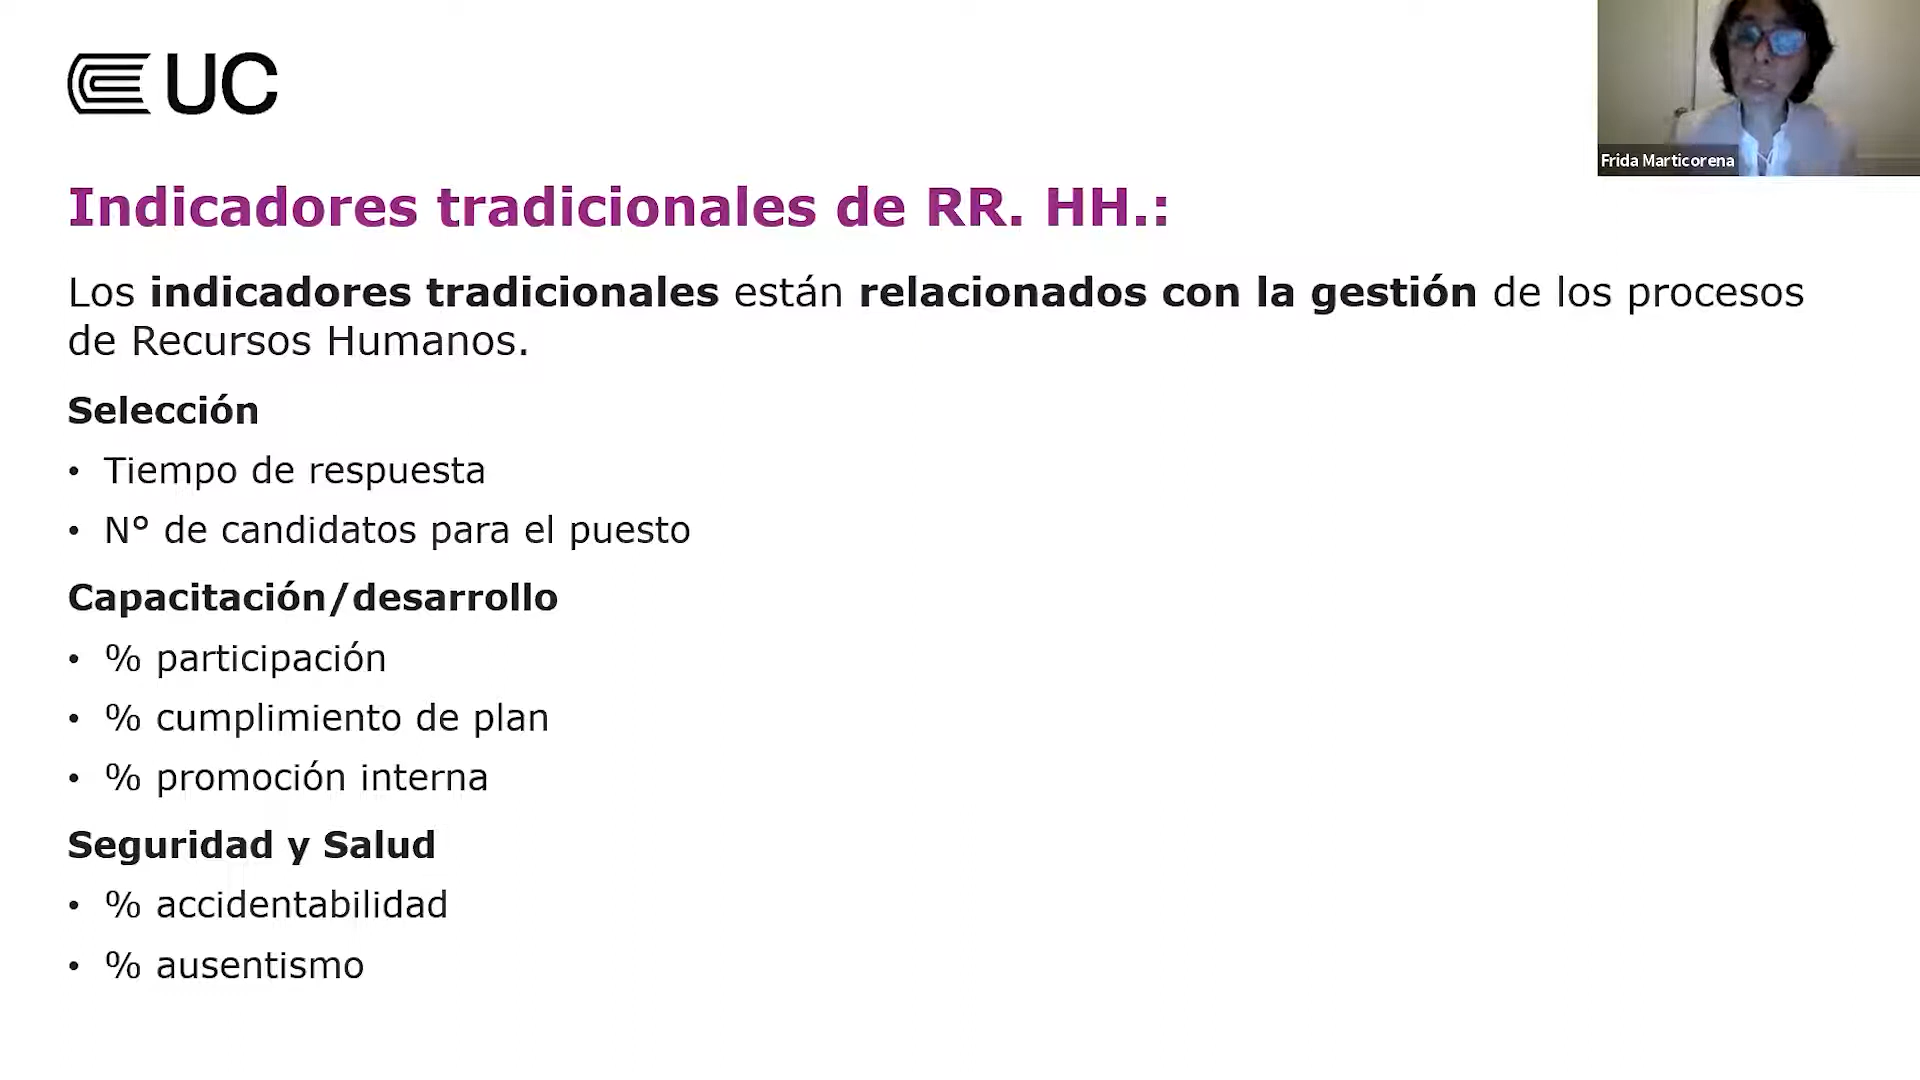 UC
Frida Marticorena
Indicadores tradicionales de RR. HH.:
Los indicadores tradicionales están relacionados con la gestión de los procesos
de Recursos Humanos.
Selección
• Tiempo de respuesta
• N° de candidatos para el puesto
Capacitación/desarrollo
• % participación
• % cumplimiento de plan
• % promoción interna
Seguridad y Salud
• % accidentabilidad
• % ausentismo